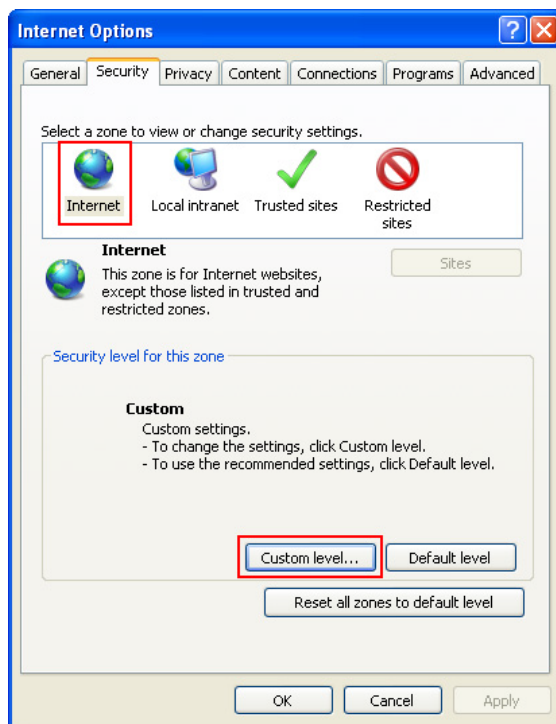 Internet Options
General Security Privacy Content Connections Programs Advanced
Select a zone to view or change security settings.
Internet Local intranet Trusted sites Restricted
sites
Internet
This zone is for Internet websites,
except those listed in trusted and
restricted zones.
Sites
Security level for this zone
Custom
Custom settings.
- To change the settings, click Custom level.
- To use the recommended settings, click Default level.
Custom level... Default level
Reset all zones to default level
OK Cancel Apply